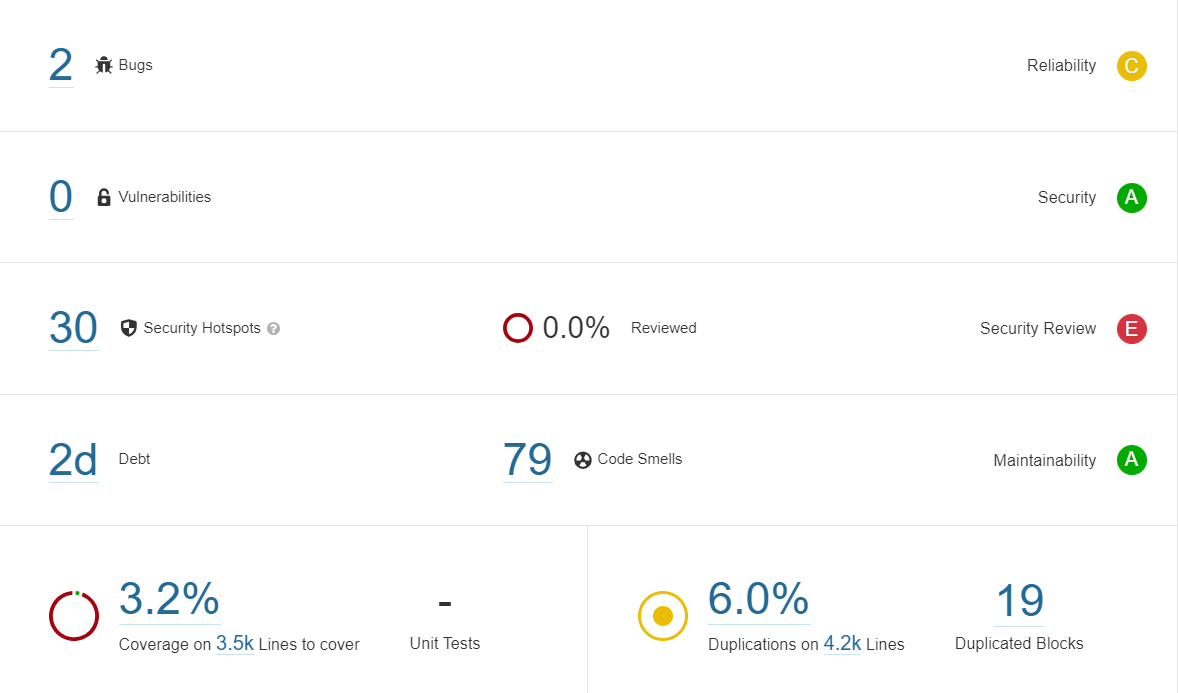 2 Bugs Reliability C
0 Vulnerabilities Security A
30 Security Hotspots ? 0.0% Reviewed Security Review E
2d Debt 79 Code Smells Maintainability A
3.2% - 6.0% 19
Coverage on 3.5k Lines to cover Unit Tests Duplications on 4.2k Lines Duplicated Blocks